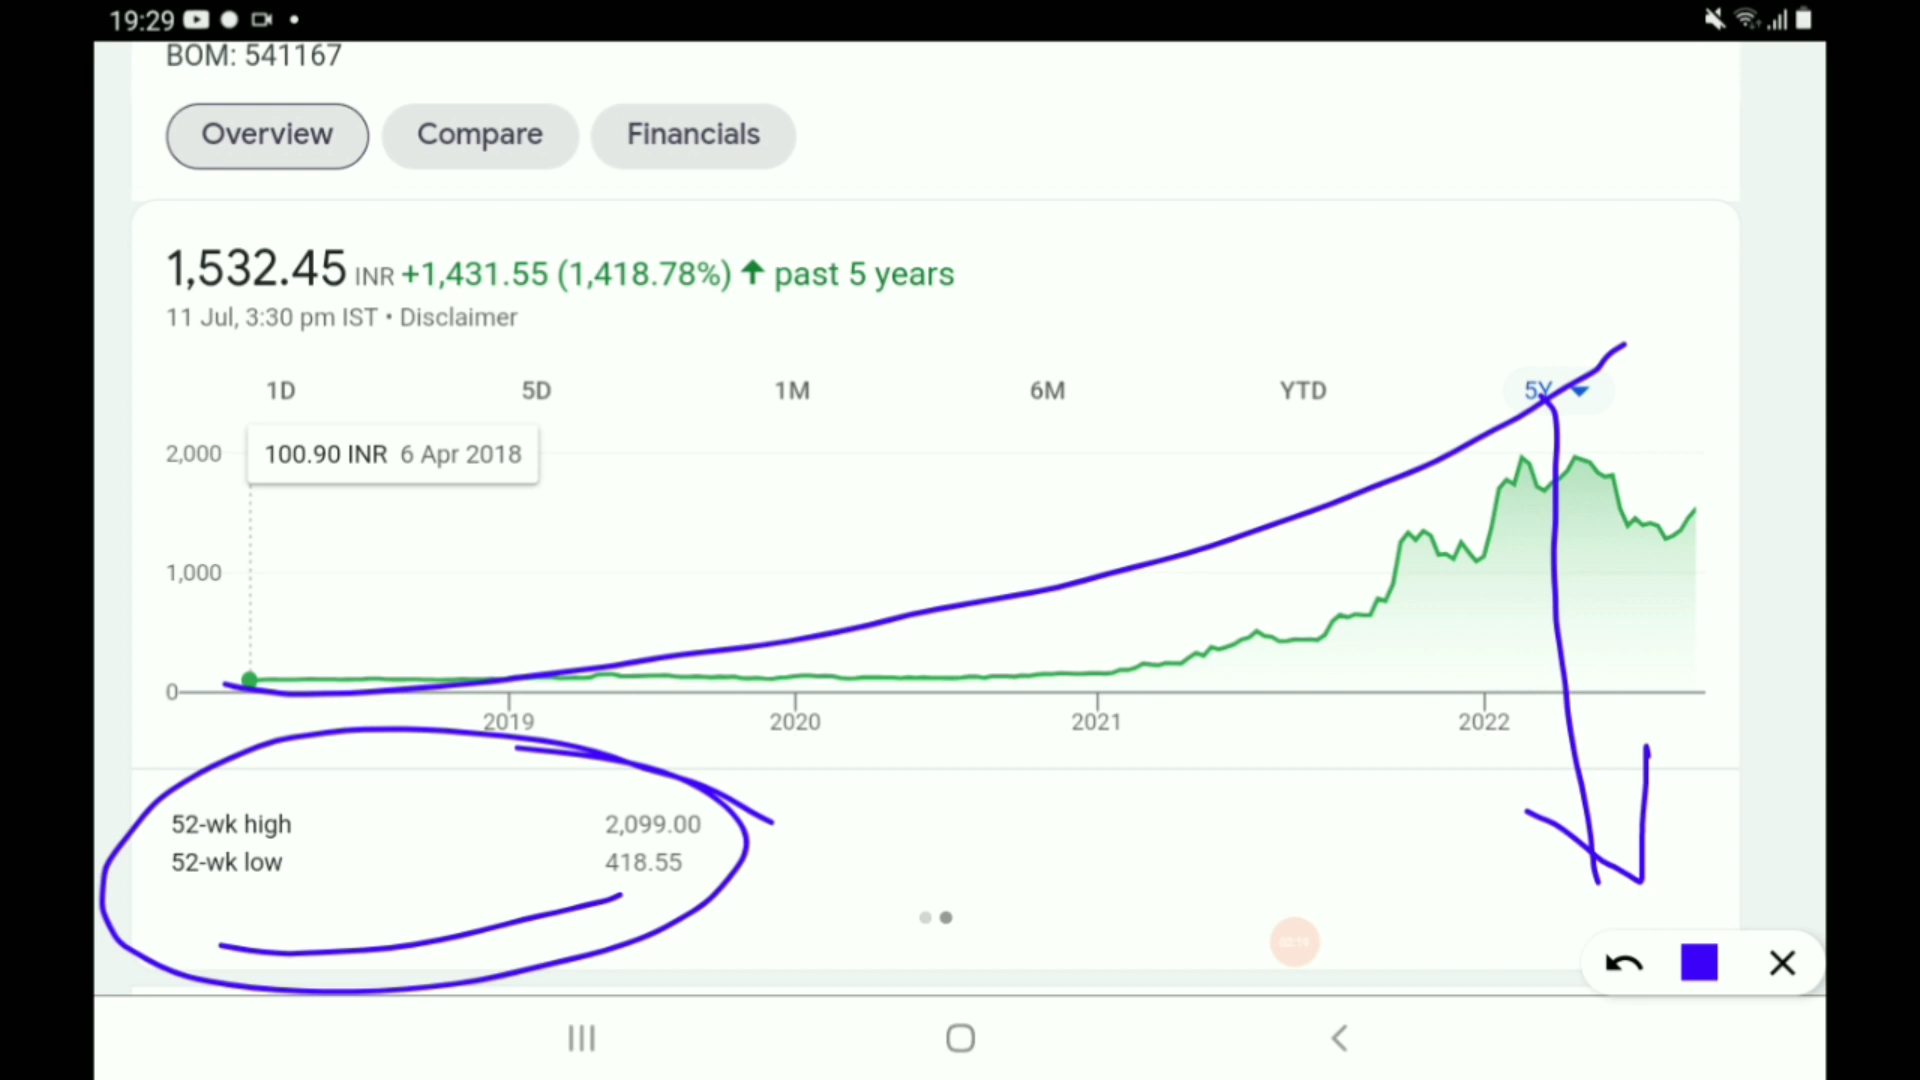 19:29
BOM: 541167
Overview Compare Financials
1,532.45 INR +1,431.55 (1,418.78%) ↑ past 5 years
11 Jul, 3:30 pm IST • Disclaimer
1D 5D 1M 6M YTD 5Y
100.90 INR 6 Apr 2018
2,000
1,000
0
2019 2020 2021 2022
52-wk high 2,099.00
52-wk low 418.55